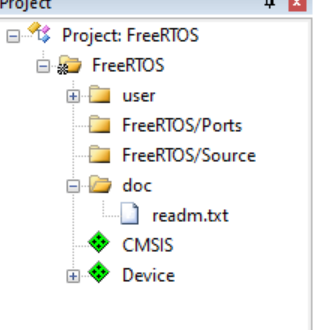 Project
Project: FreeRTOS
FreeRTOS
user
FreeRTOS/Ports
FreeRTOS/Source
doc
readm.txt
CMSIS
Device